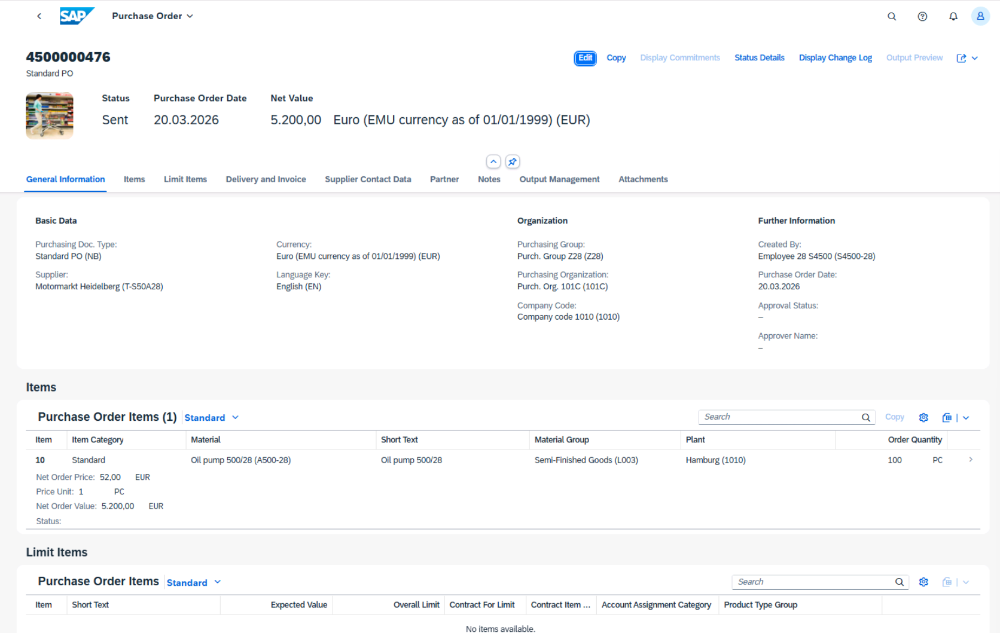 SAP Purchase Order
4500000476
Standard PO
Edit Copy Display Commitments Status Details Display Change Log Output Preview
Status Purchase Order Date Net Value
Sent 20.03.2026 5.200,00 Euro (EMU currency as of 01/01/1999) (EUR)
General Information Items Limit Items Delivery and Invoice Supplier Contact Data Partner Notes Output Management Attachments
Basic Data
Purchasing Doc. Type:
Standard PO (NB)
Supplier:
Motormarkt Heidelberg (T-S50A28)
Currency:
Euro (EMU currency as of 01/01/1999) (EUR)
Language Key:
English (EN)
Organization
Purchasing Group:
Purch. Group Z28 (Z28)
Purchasing Organization:
Purch. Org. 101C (101C)
Company Code:
Company code 1010 (1010)
Further Information
Created By:
Employee 28 S4500 (S4500-28)
Purchase Order Date:
20.03.2026
Approval Status:
–
Approver Name:
–
Items
Purchase Order Items (1) Standard Search Copy
Item Item Category Material Short Text Material Group Plant Order Quantity
10 Standard Oil pump 500/28 (A500-28) Oil pump 500/28 Semi-Finished Goods (L003) Hamburg (1010) 100 PC
Net Order Price: 52,00 EUR
Price Unit: 1 PC
Net Order Value: 5.200,00 EUR
Status:
Limit Items
Purchase Order Items Standard Search
Item Short Text Expected Value Overall Limit Contract For Limit Contract Item ... Account Assignment Category Product Type Group
No items available.